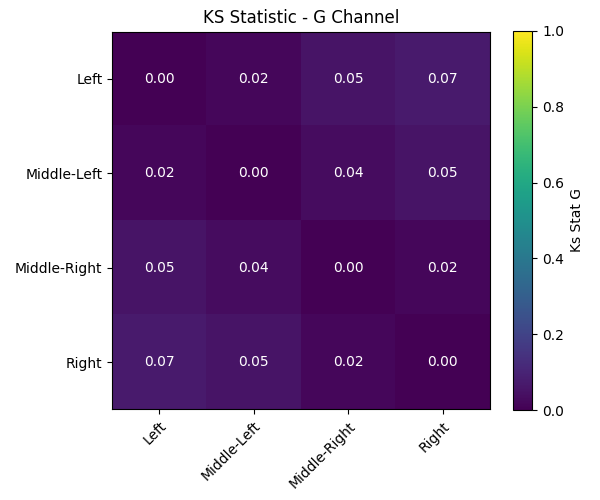 KS Statistic - G Channel
Left 0.00 0.02 0.05 0.07
Middle-Left 0.02 0.00 0.04 0.05
Middle-Right 0.05 0.04 0.00 0.02
Right 0.07 0.05 0.02 0.00
Left Middle-Left Middle-Right Right
1.0
0.8
0.6
0.4
0.2
0.0
Ks Stat G